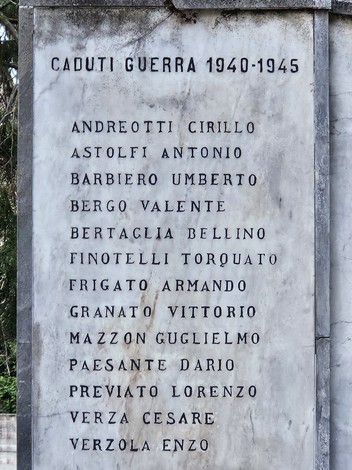 CADUTI GUERRA 1940-1945
ANDREOTTI CIRILLO
ASTOLFI ANTONIO
BARBIERO UMBERTO
BERGO VALENTE
BERTAGLIA BELLINO
FINOTELLI TORQUATO
FRIGATO ARMANDO
GRANATO VITTORIO
MAZZON GUGLIELMO
PAESANTE DARIO
PREVIATO LORENZO
VERZA CESARE
VERZOLA ENZO